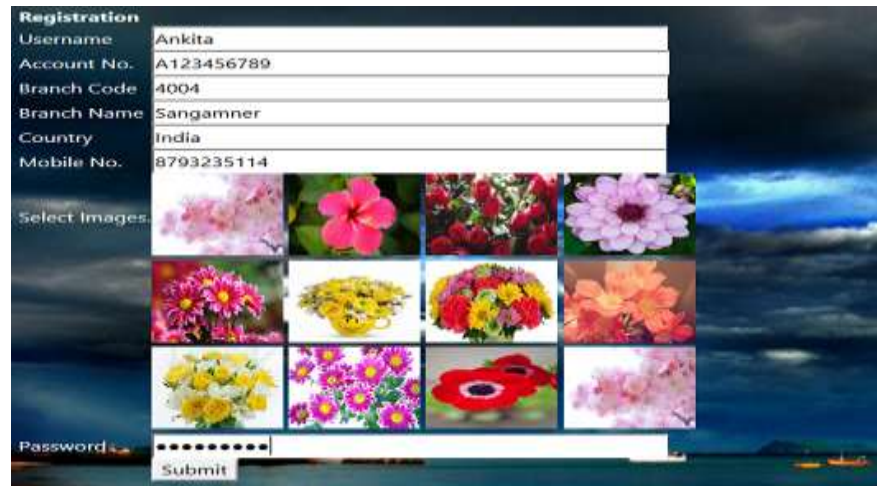 Registration
Username Ankita
Account No. A123456789
Branch Code 4004
Branch Name Sangamner
Country India
Mobile No. 8793235114
Select Images.
Password ●●●●●●●●●
Submit